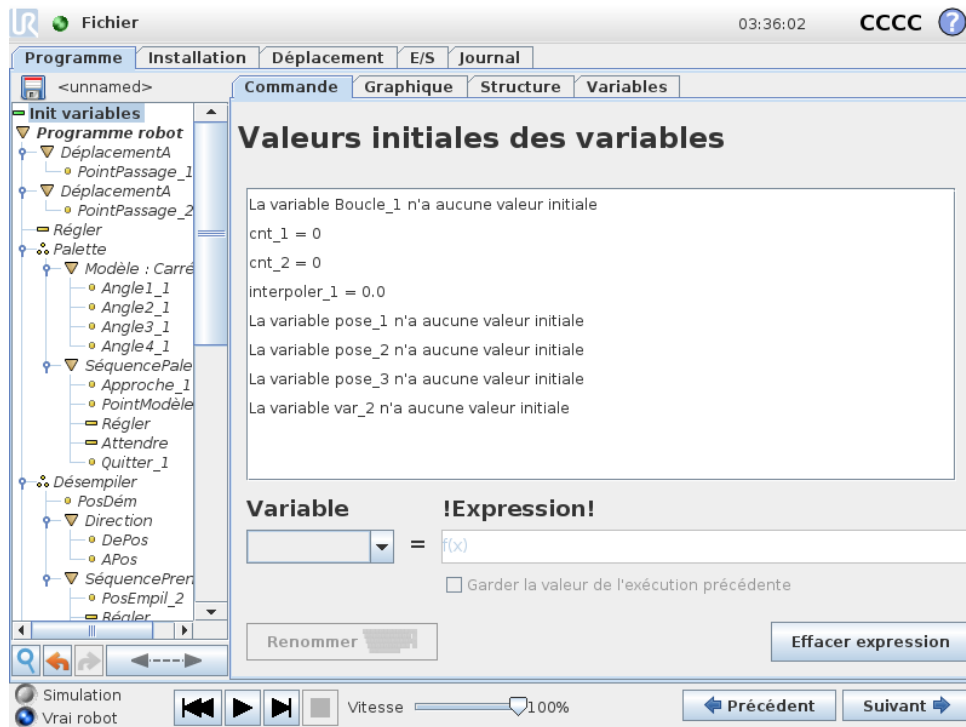 UR Fichier 03:36:02 CCCC ?
Programme Installation Déplacement E/S Journal
<unnamed> Commande Graphique Structure Variables
Init variables
Programme robot
DéplacementA
PointPassage_1
DéplacementA
PointPassage_2
Régler
Palette
Modèle : Carré
Angle1_1
Angle2_1
Angle3_1
Angle4_1
SéquencePale
Approche_1
PointModèle
Régler
Attendre
Quitter_1
Désempiler
PosDém
Direction
DePos
APos
SéquencePren
PosEmpil_2
Régler
Valeurs initiales des variables
La variable Boucle_1 n'a aucune valeur initiale
cnt_1 = 0
cnt_2 = 0
interpoler_1 = 0.0
La variable pose_1 n'a aucune valeur initiale
La variable pose_2 n'a aucune valeur initiale
La variable pose_3 n'a aucune valeur initiale
La variable var_2 n'a aucune valeur initiale
Variable !Expression!
= f(x)
Garder la valeur de l'exécution précédente
Renommer Effacer expression
Simulation
Vrai robot
Vitesse 100% Précédent Suivant